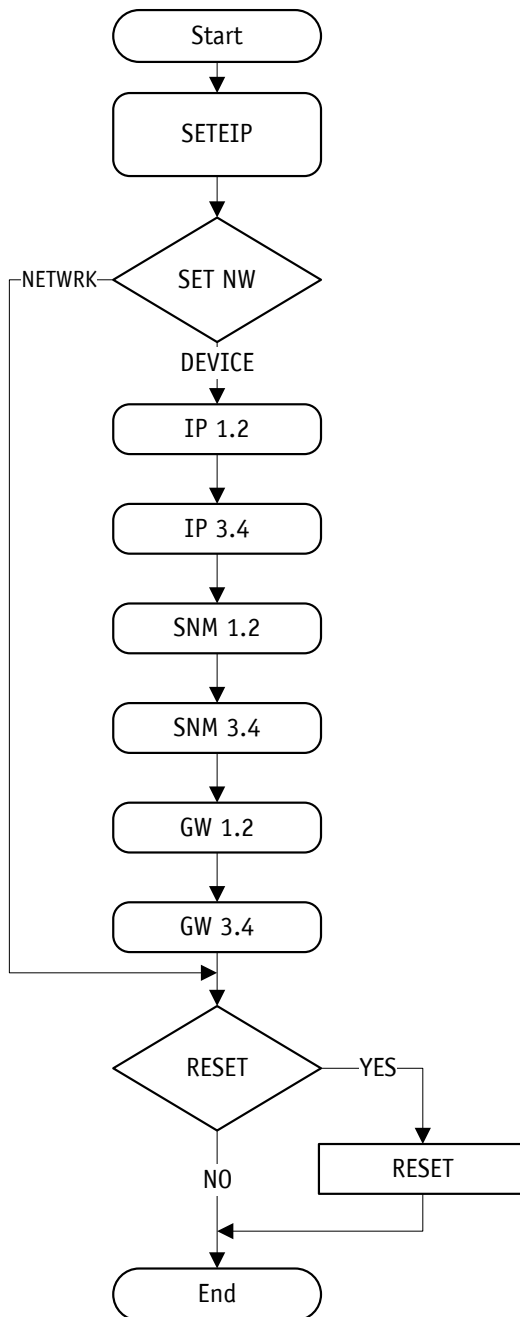 Start
SETEIP
SET NW
NETWRK
DEVICE
IP 1.2
IP 3.4
SNM 1.2
SNM 3.4
GW 1.2
GW 3.4
RESET
YES
RESET
NO
End